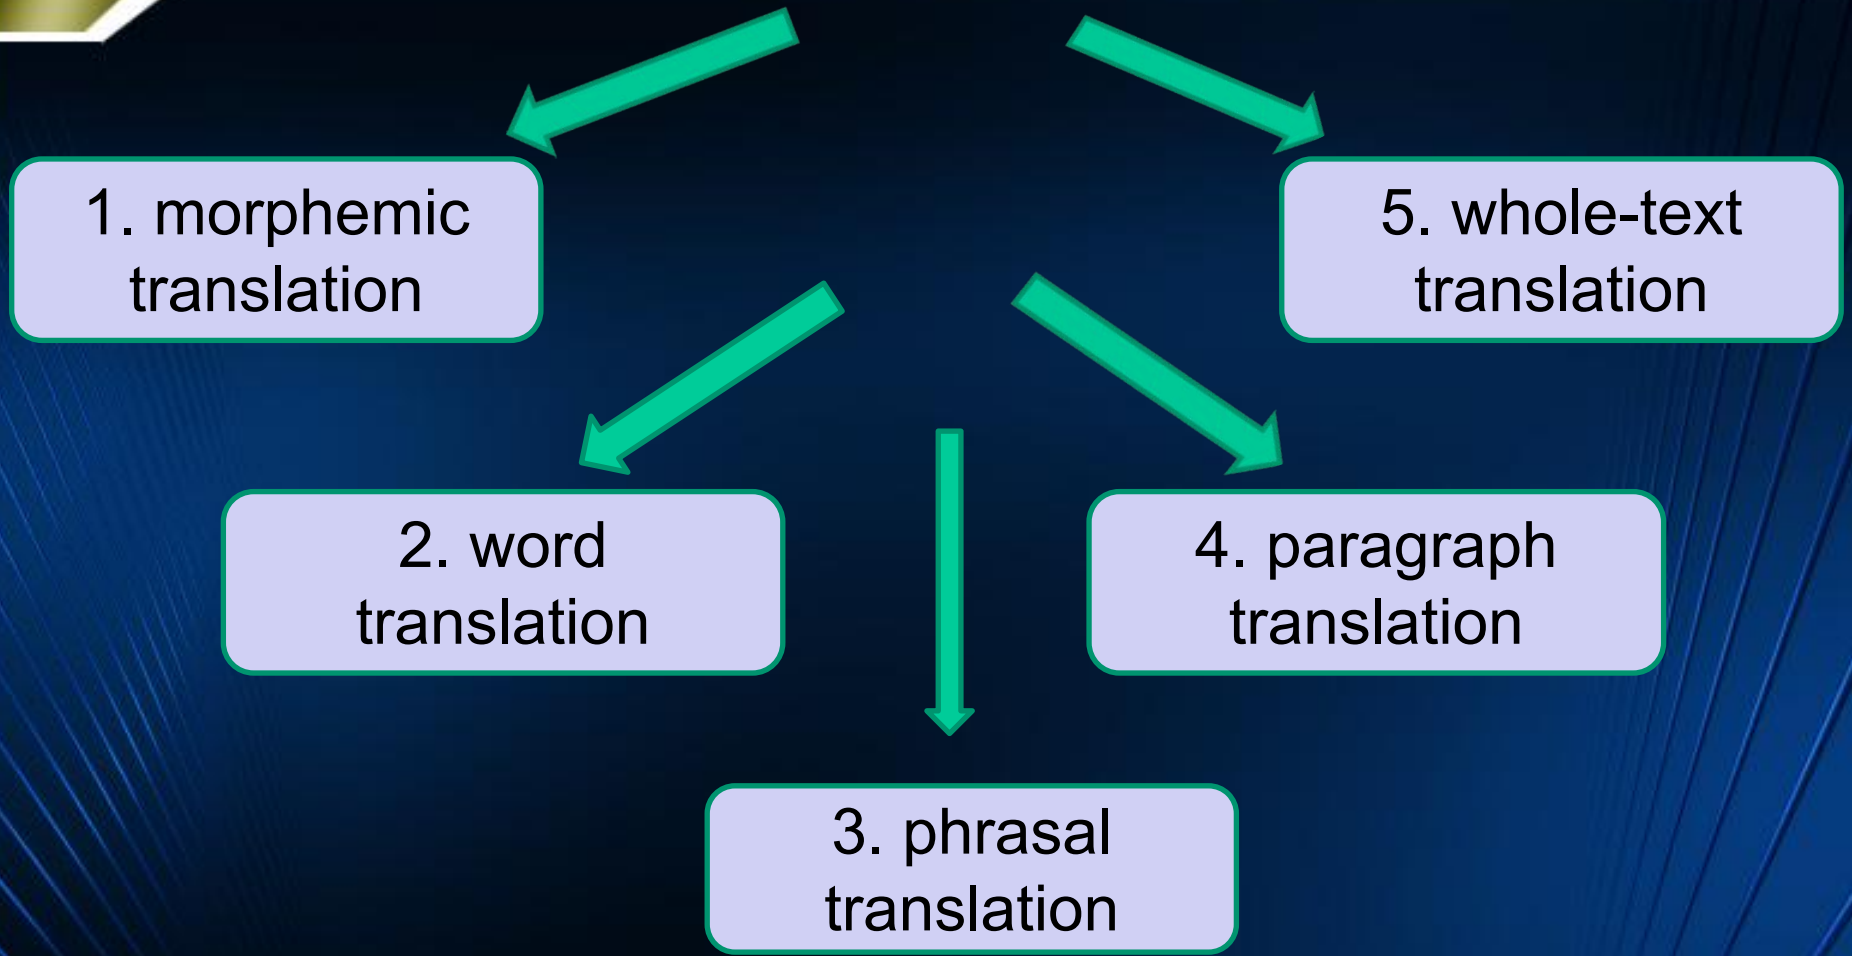 1. morphemic
translation
2. word
translation
3. phrasal
translation
4. paragraph
translation
5. whole-text
translation